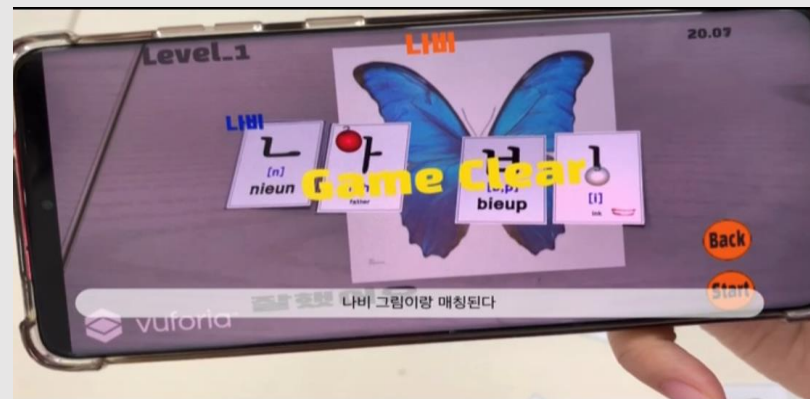 Level_1
나비
20.07
나비
ㄴ
ㅏ
ㅂ
ㅣ
[n]
[i]
nieun
father
bieup
Game Clear
Back
Start
나비 그림이랑 매칭된다
vuforia